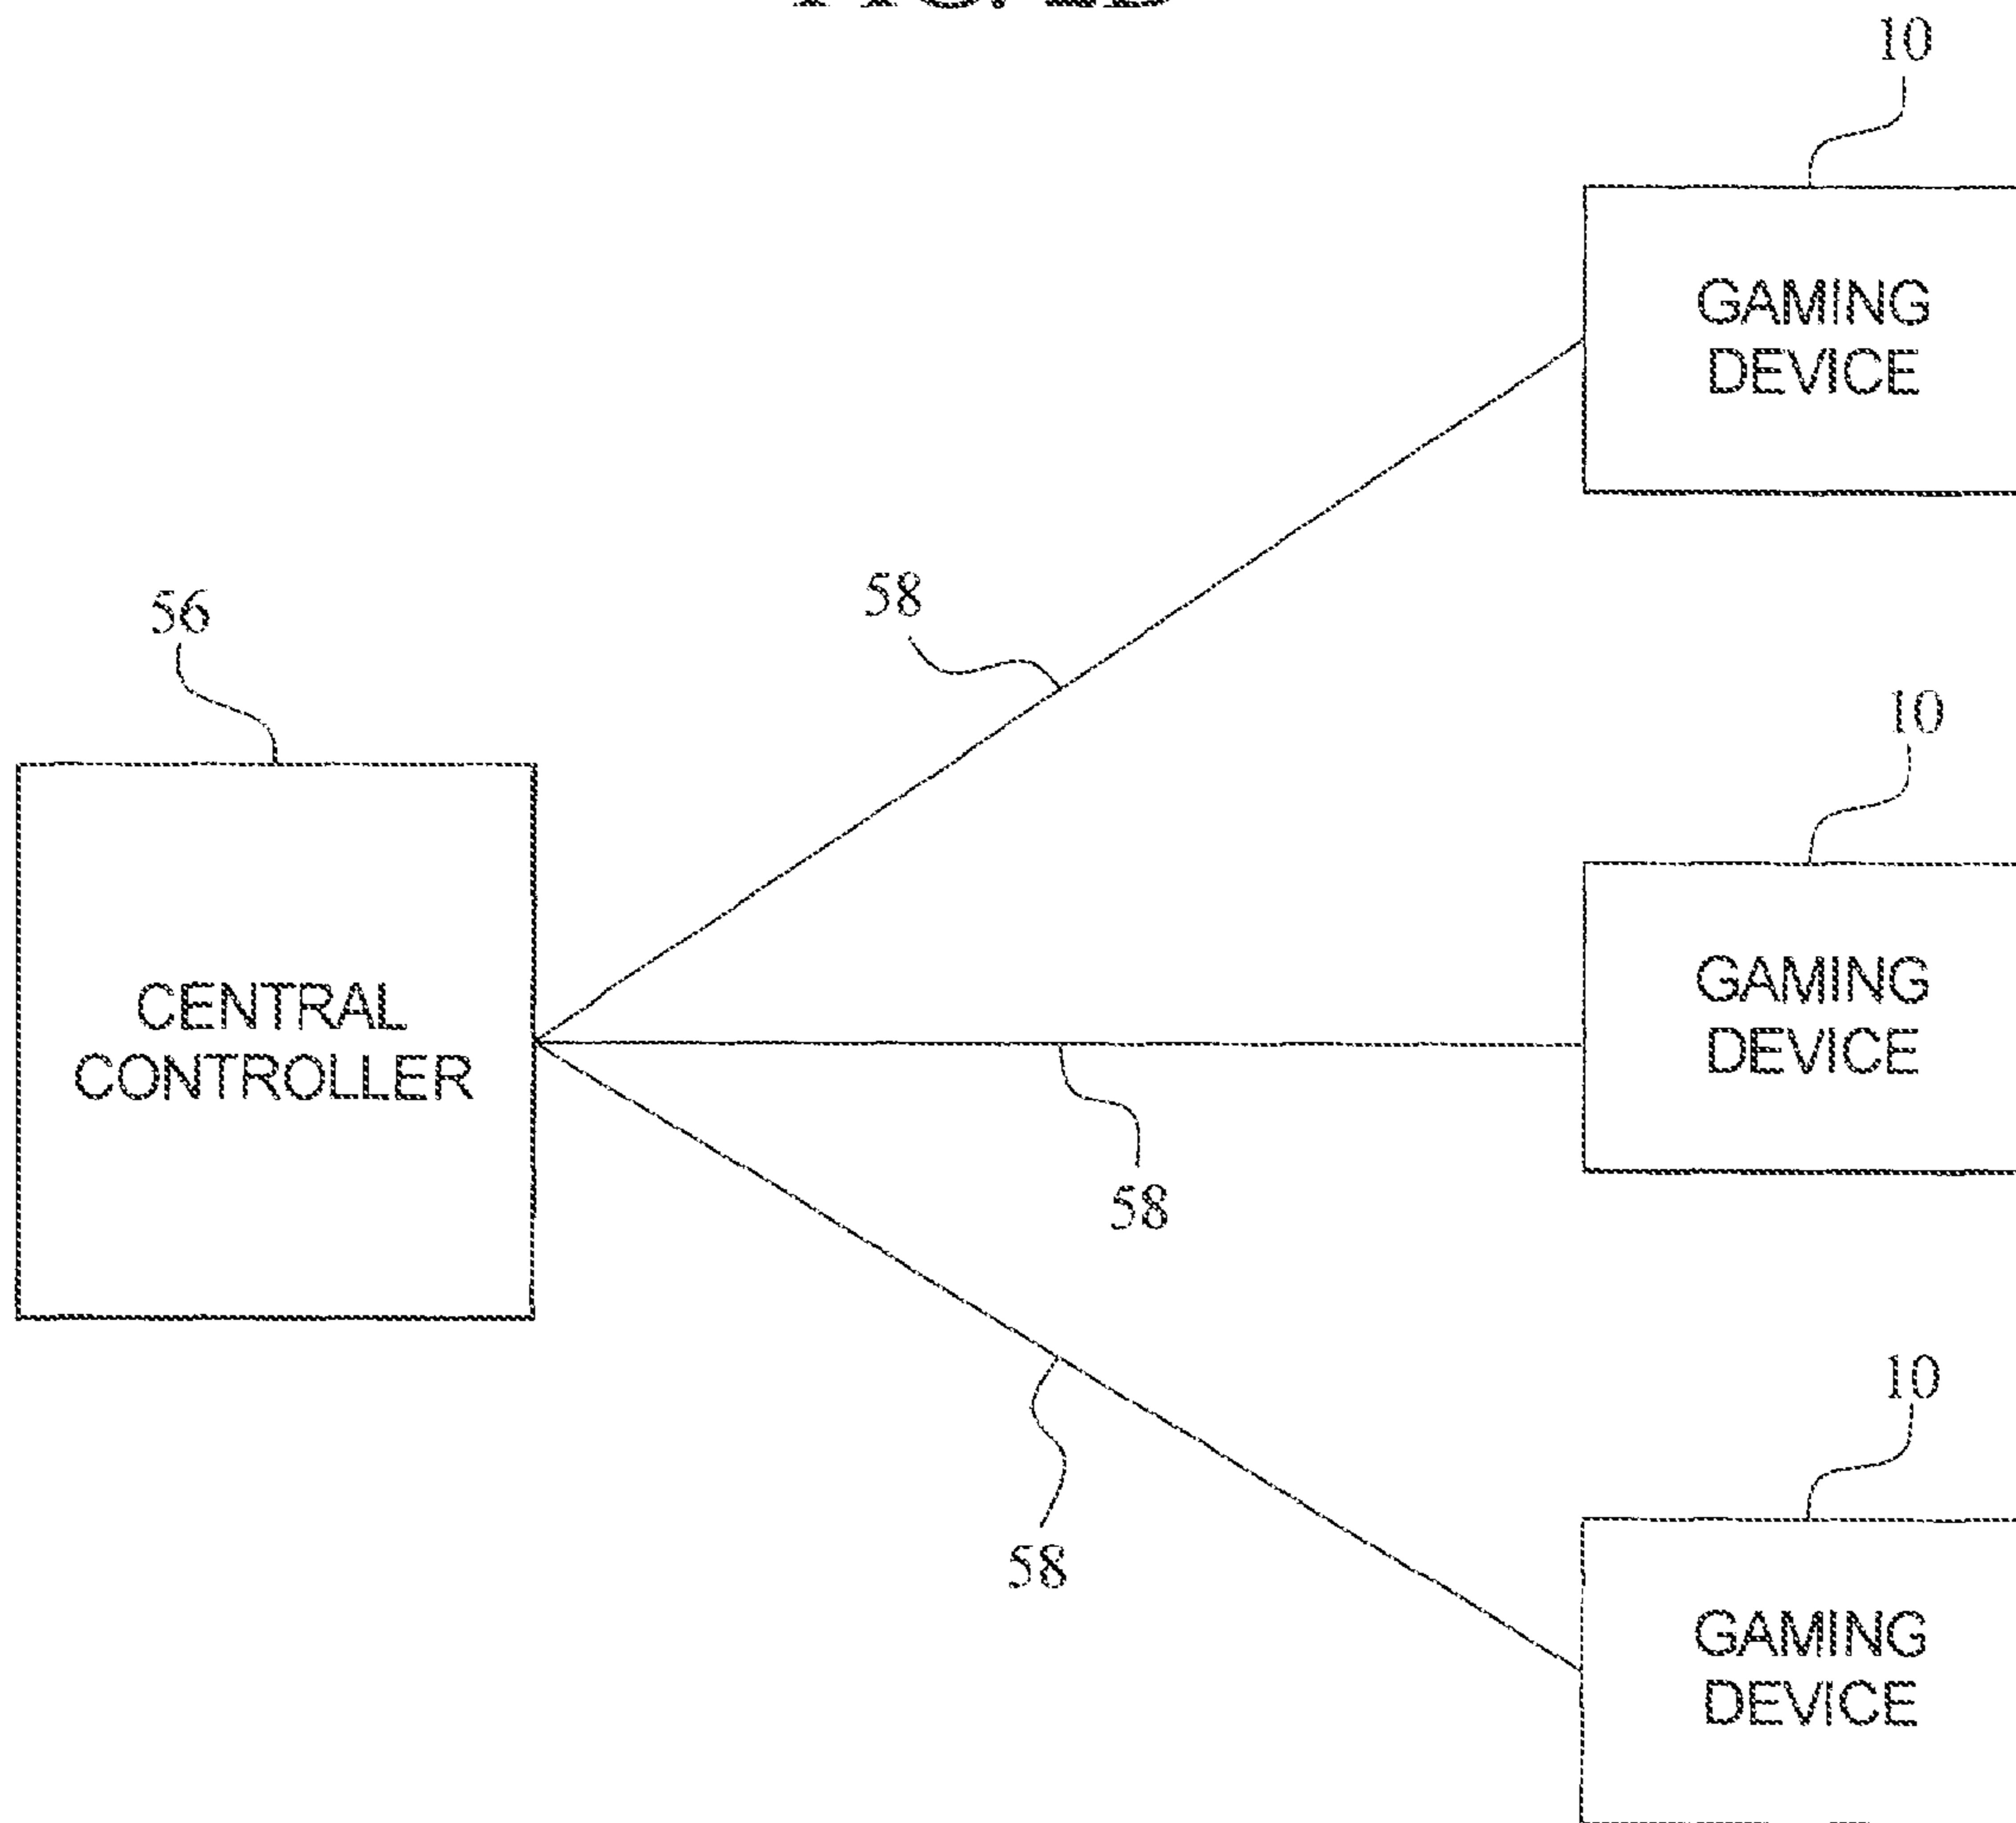 10
GAMING
DEVICE
58
56
10
CENTRAL
CONTROLLER
GAMING
DEVICE
58
10
58
GAMING
DEVICE